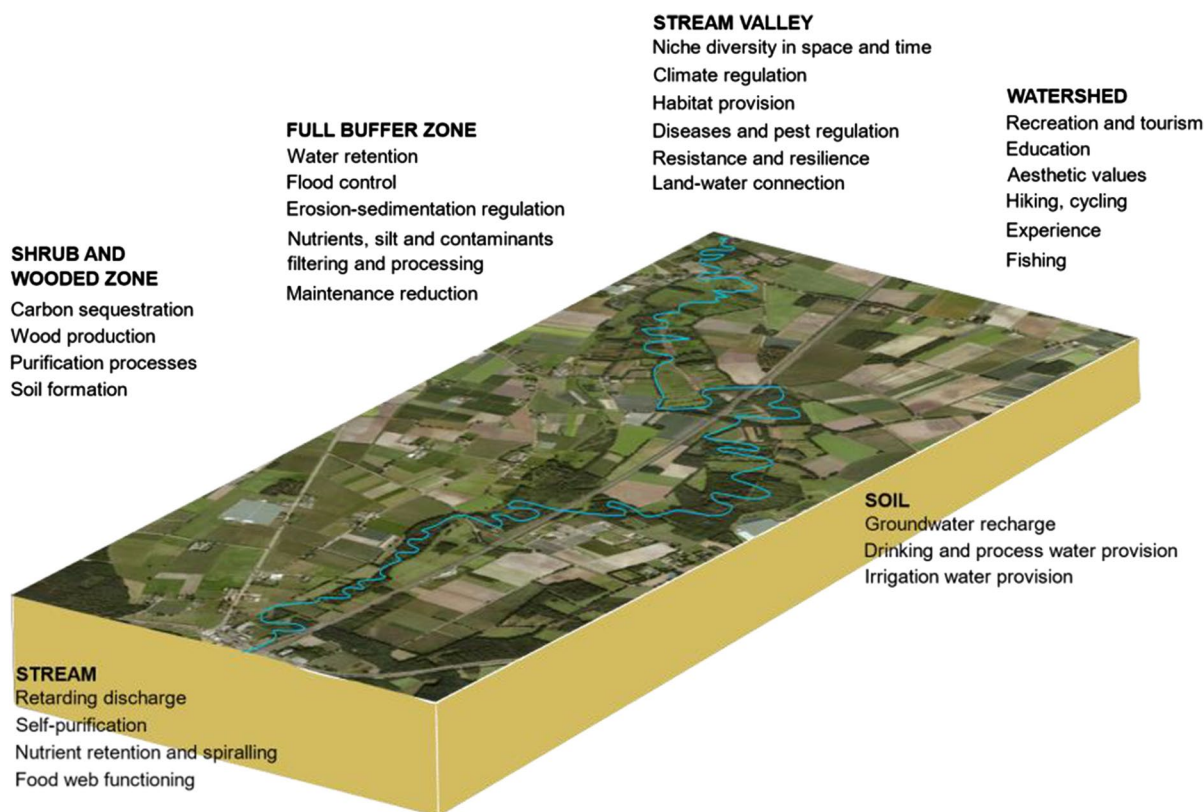 STREAM VALLEY
Niche diversity in space and time
Climate regulation
Habitat provision
Diseases and pest regulation
Resistance and resilience
Land-water connection
WATERSHED
Recreation and tourism
Education
Aesthetic values
Hiking, cycling
Experience
Fishing
FULL BUFFER ZONE
Water retention
Flood control
Erosion-sedimentation regulation
Nutrients, silt and contaminants
filtering and processing
Maintenance reduction
SHRUB AND
WOODED ZONE
Carbon sequestration
Wood production
Purification processes
Soil formation
SOIL
Groundwater recharge
Drinking and process water provision
Irrigation water provision
STREAM
Retarding discharge
Self-purification
Nutrient retention and spiralling
Food web functioning